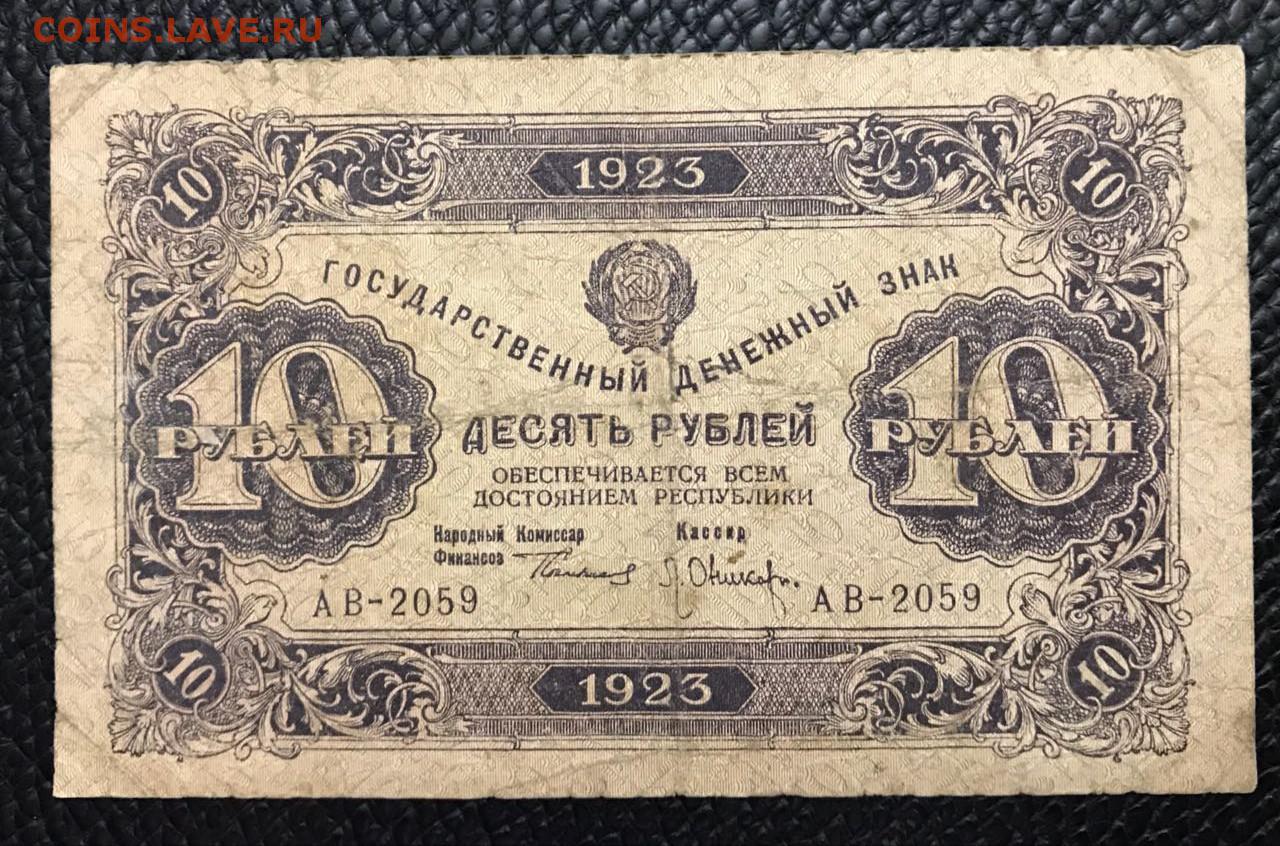 COINS.LAVE.RU
1923
10 10
ГОСУДАРСТВЕННЫЙ ДЕНЕЖНЫЙ ЗНАК
10 10
РУБЛЕЙ ДЕСЯТЬ РУБЛЕЙ РУБЛЕЙ
ОБЕСПЕЧИВАЕТСЯ ВСЕМ
ДОСТОЯНИЕМ РЕСПУБЛИКИ
Народный Комиссар Кассир
Финансов
АВ-2059 АВ-2059
10 10
1923